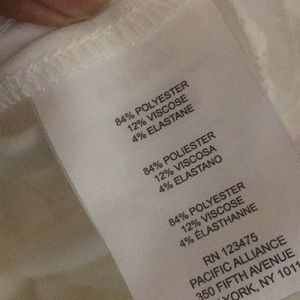 84% POLYESTER
12% VISCOSE
4% ELASTANE
84% POLIESTER
12% VISCOSA
4% ELASTANO
84% POLYESTER
12% VISCOSE
4% ÉLASTHANNE
RN 123475
PACIFIC ALLIANCE
350 FIFTH AVENUE
YORK, NY 1011